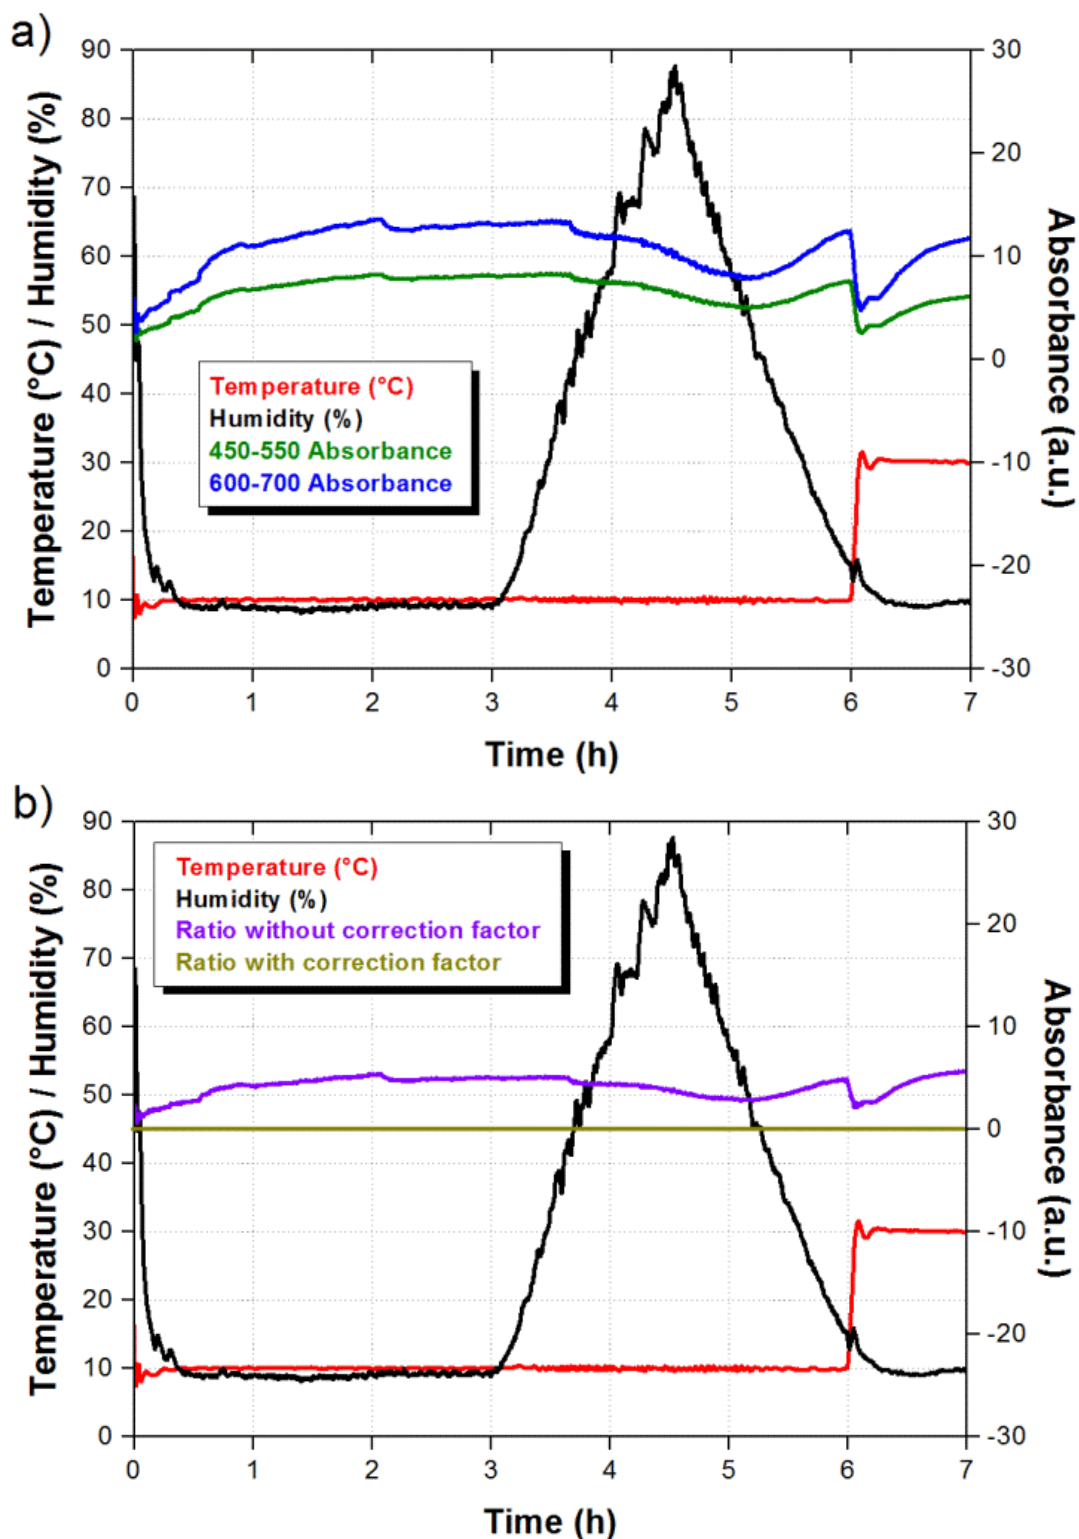 a)
90
80
70
60
50
40
30
20
10
0
30
20
10
0
-10
-20
-30
Temperature (°C) / Humidity (%)
Absorbance (a.u.)
Temperature (°C)
Humidity (%)
450-550 Absorbance
600-700 Absorbance
0 1 2 3 4 5 6 7
Time (h)
b)
90
80
70
60
50
40
30
20
10
0
30
20
10
0
-10
-20
-30
Temperature (°C) / Humidity (%)
Absorbance (a.u.)
Temperature (°C)
Humidity (%)
Ratio without correction factor
Ratio with correction factor
0 1 2 3 4 5 6 7
Time (h)